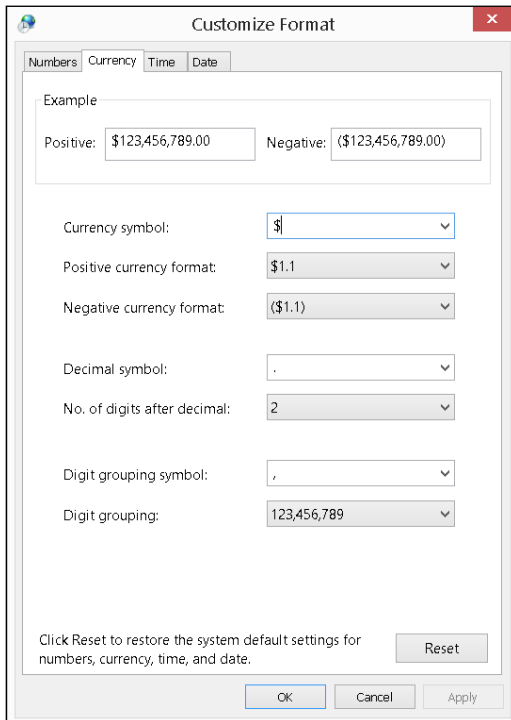 Customize Format
Numbers Currency Time Date
Example
Positive: $123,456,789.00 Negative: ($123,456,789.00)
Currency symbol: $
Positive currency format: $1.1
Negative currency format: ($1.1)
Decimal symbol: .
No. of digits after decimal: 2
Digit grouping symbol: ,
Digit grouping: 123,456,789
Click Reset to restore the system default settings for
numbers, currency, time, and date.
Reset
OK Cancel Apply